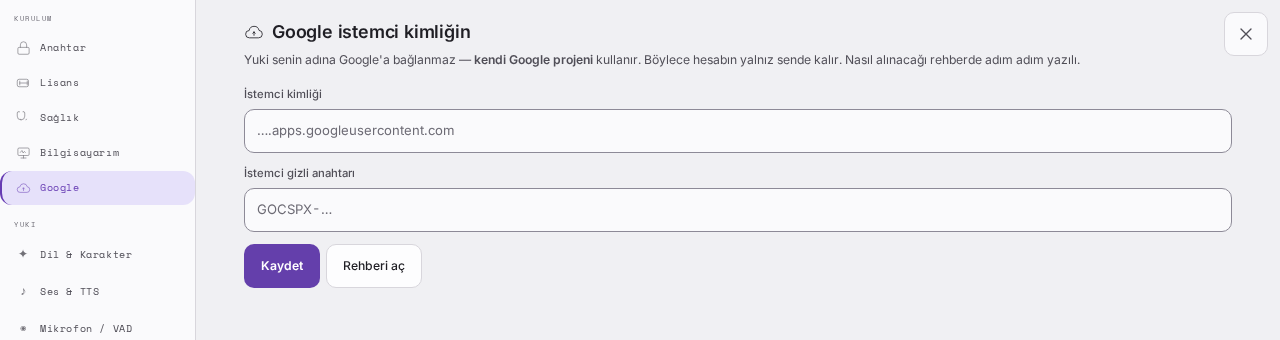 KURULUM
Anahtar
Lisans
Sağlık
Bilgisayarım
Google
YUKI
Dil & Karakter
Ses & TTS
Mikrofon / VAD
Google istemci kimliğin
Yuki senin adına Google'a bağlanmaz — kendi Google projeni kullanır. Böylece hesabın yalnız sende kalır. Nasıl alınacağı rehberde adım adım yazılı.
İstemci kimliği
....apps.googleusercontent.com
İstemci gizli anahtarı
GOCSPX-...
Kaydet
Rehberi aç